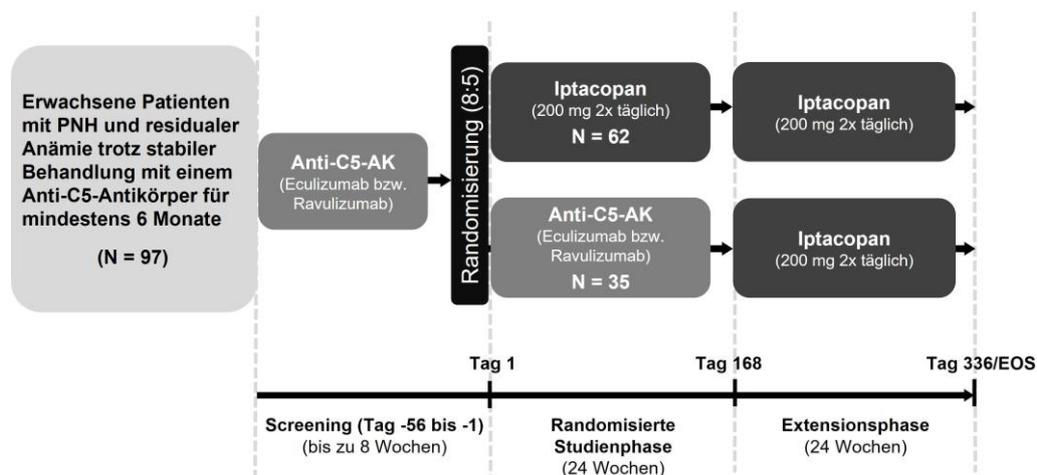 Erwachsene Patienten
mit PNH und residualer
Anämie trotz stabiler
Behandlung mit einem
Anti-C5-Antikörper für
mindestens 6 Monate
(N = 97)
Anti-C5-AK
(Eculizumab bzw.
Ravulizumab)
Randomisierung (8:5)
Iptacopan
(200 mg 2x täglich)
N = 62
Iptacopan
(200 mg 2x täglich)
Anti-C5-AK
(Eculizumab bzw.
Ravulizumab)
N = 35
Iptacopan
(200 mg 2x täglich)
Tag 1
Tag 168
Tag 336/EOS
Screening (Tag -56 bis -1)
(bis zu 8 Wochen)
Randomisierte
Studienphase
(24 Wochen)
Extensionsphase
(24 Wochen)